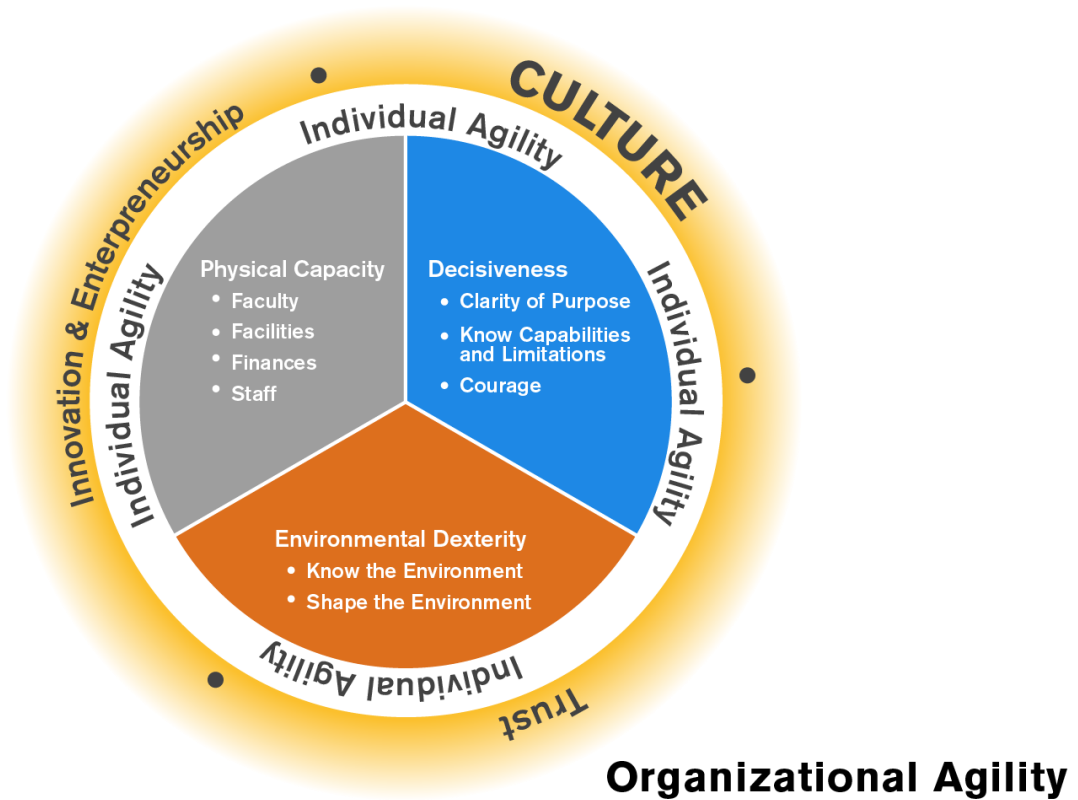 CULTURE
Innovation & Enterpreneurship
Trust
Individual Agility
Individual Agility
Individual Agility
Individual Agility
Physical Capacity
• Faculty
• Facilities
• Finances
• Staff
Decisiveness
• Clarity of Purpose
• Know Capabilities
and Limitations
• Courage
Environmental Dexterity
• Know the Environment
• Shape the Environment
Organizational Agility